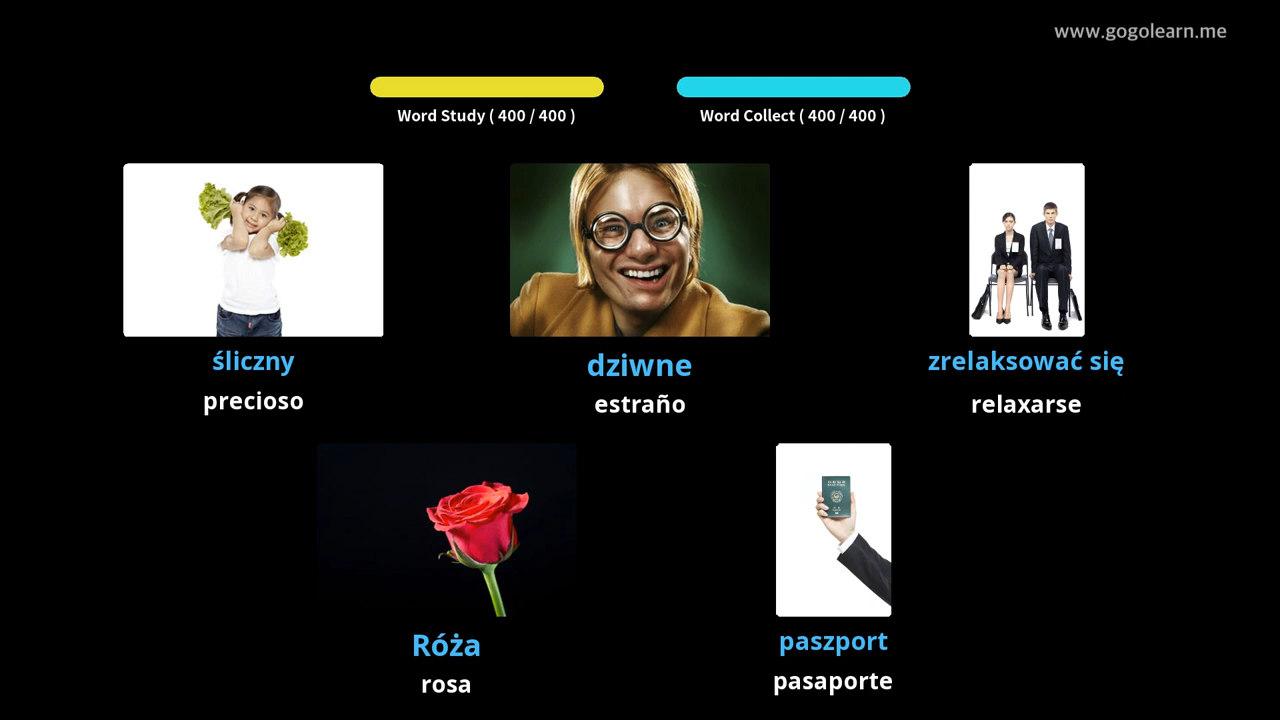 www.gogolearn.me
Word Study ( 400 / 400 )
Word Collect ( 400 / 400 )
śliczny
precioso
dziwne
estraño
zrelaksować się
relaxarse
Róża
rosa
paszport
pasaporte